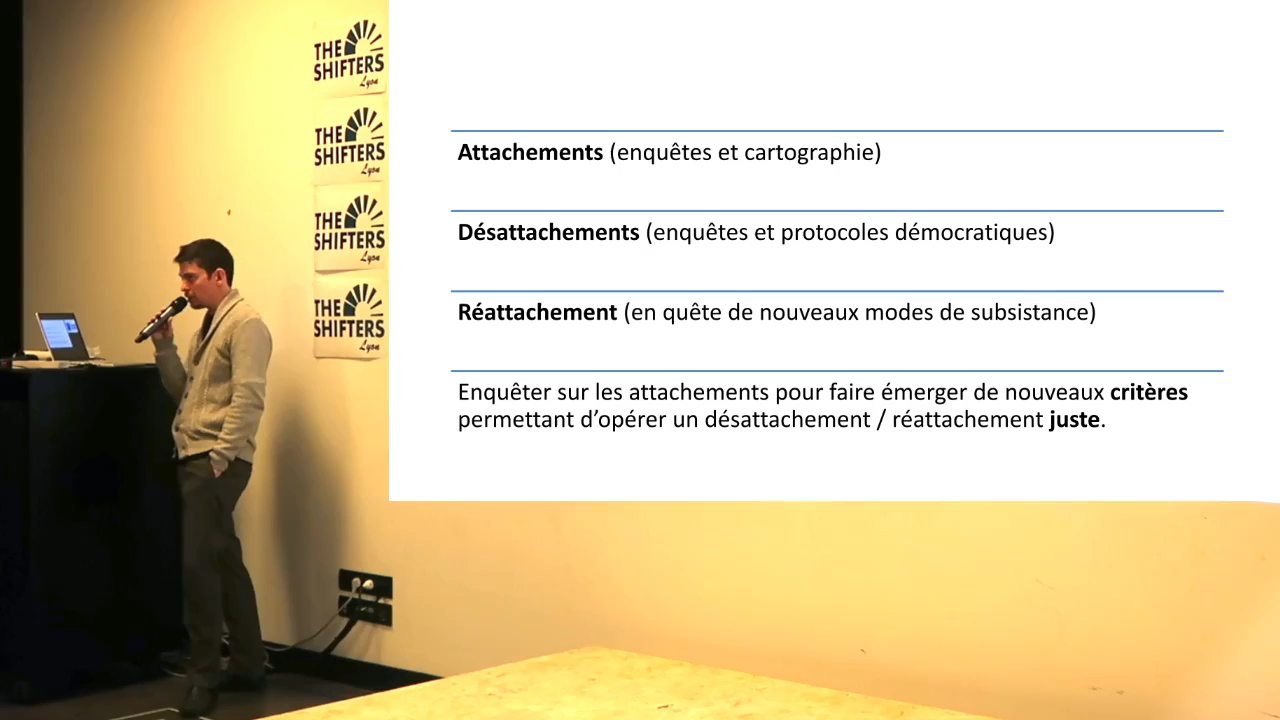 THE
SHIFTERS
Lyon
THE
SHIFTERS
Lyon
THE
SHIFTERS
Lyon
THE
SHIFTERS
Lyon
Attachements (enquêtes et cartographie)
Désattachements (enquêtes et protocoles démocratiques)
Réattachement (en quête de nouveaux modes de subsistance)
Enquêter sur les attachements pour faire émerger de nouveaux critères
permettant d’opérer un désattachement / réattachement juste.